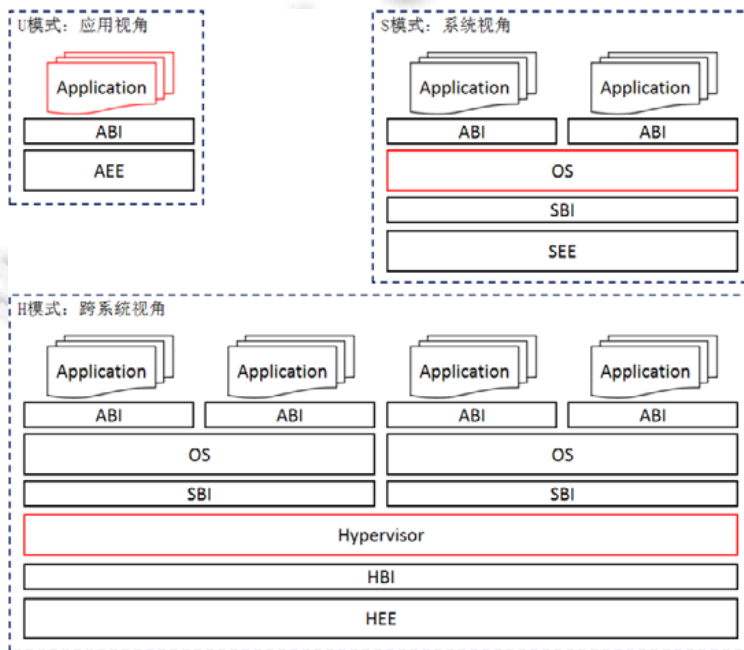 U模式：应用视角
Application
ABI
AEE
S模式：系统视角
Application Application
ABI ABI
OS
SBI
SEE
H模式：跨系统视角
Application Application Application Application
ABI ABI ABI ABI
OS OS
SBI SBI
Hypervisor
HBI
HEE